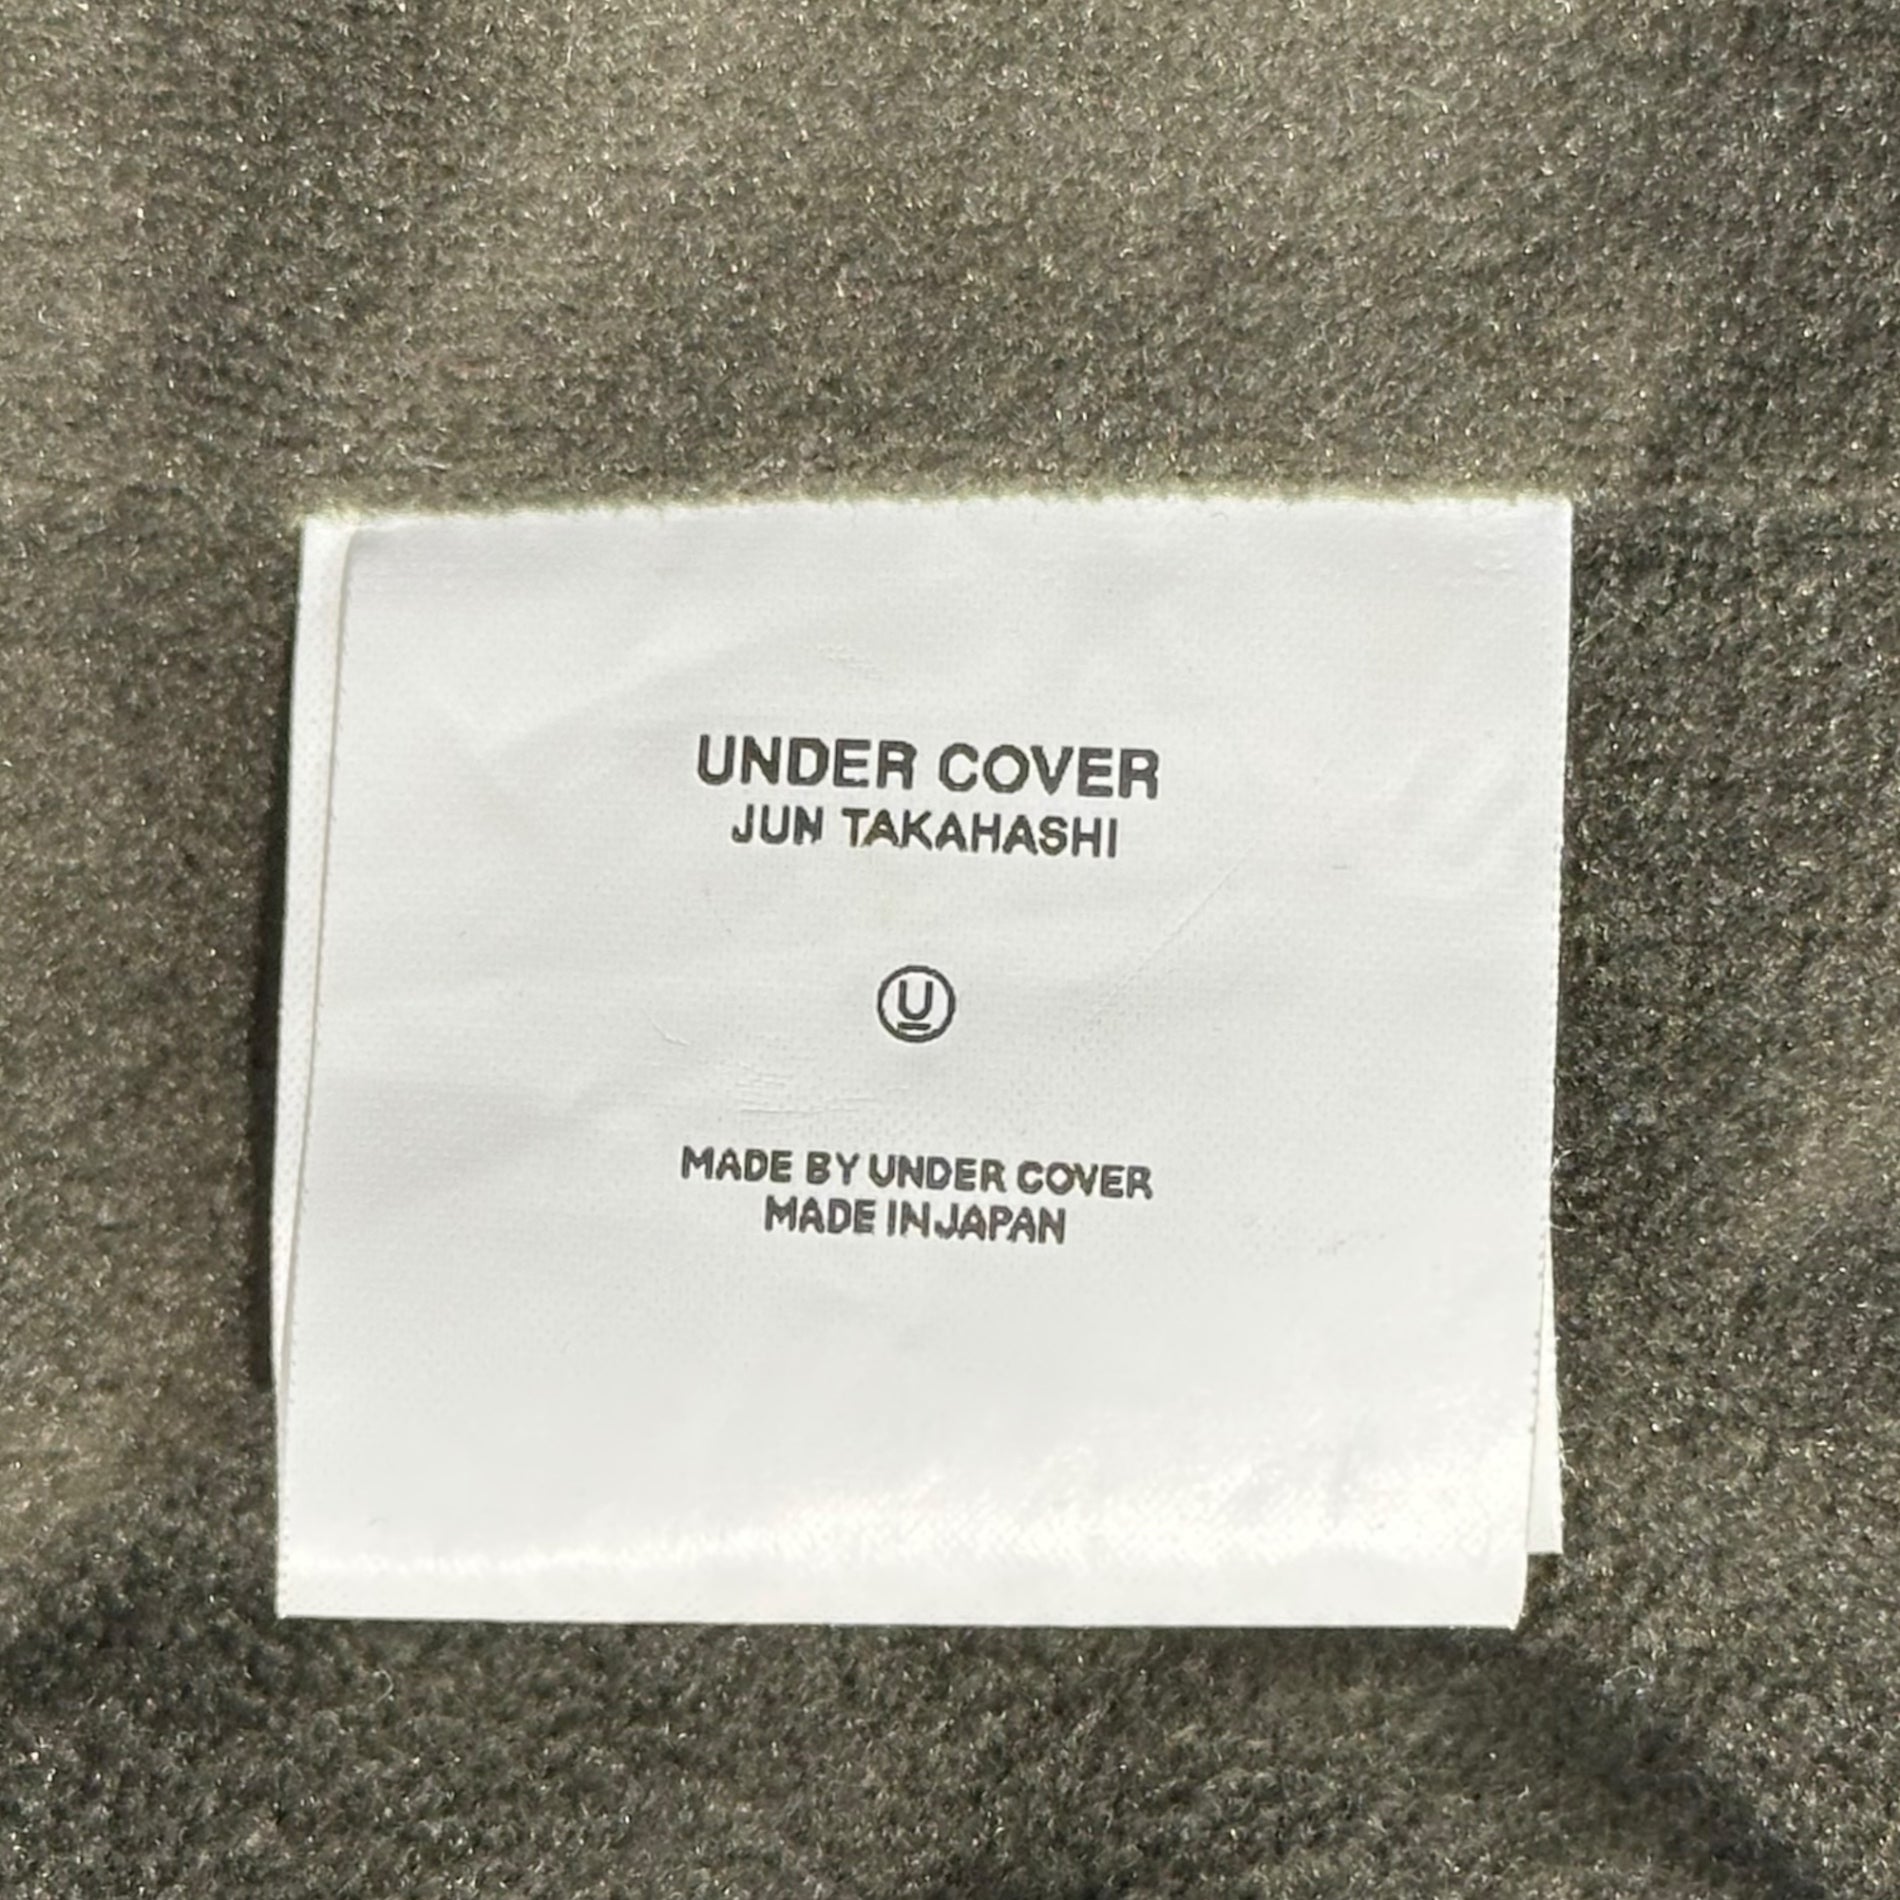 UNDER COVER
JUN TAKAHASHI
U
MADE BY UNDER COVER
MADE IN JAPAN